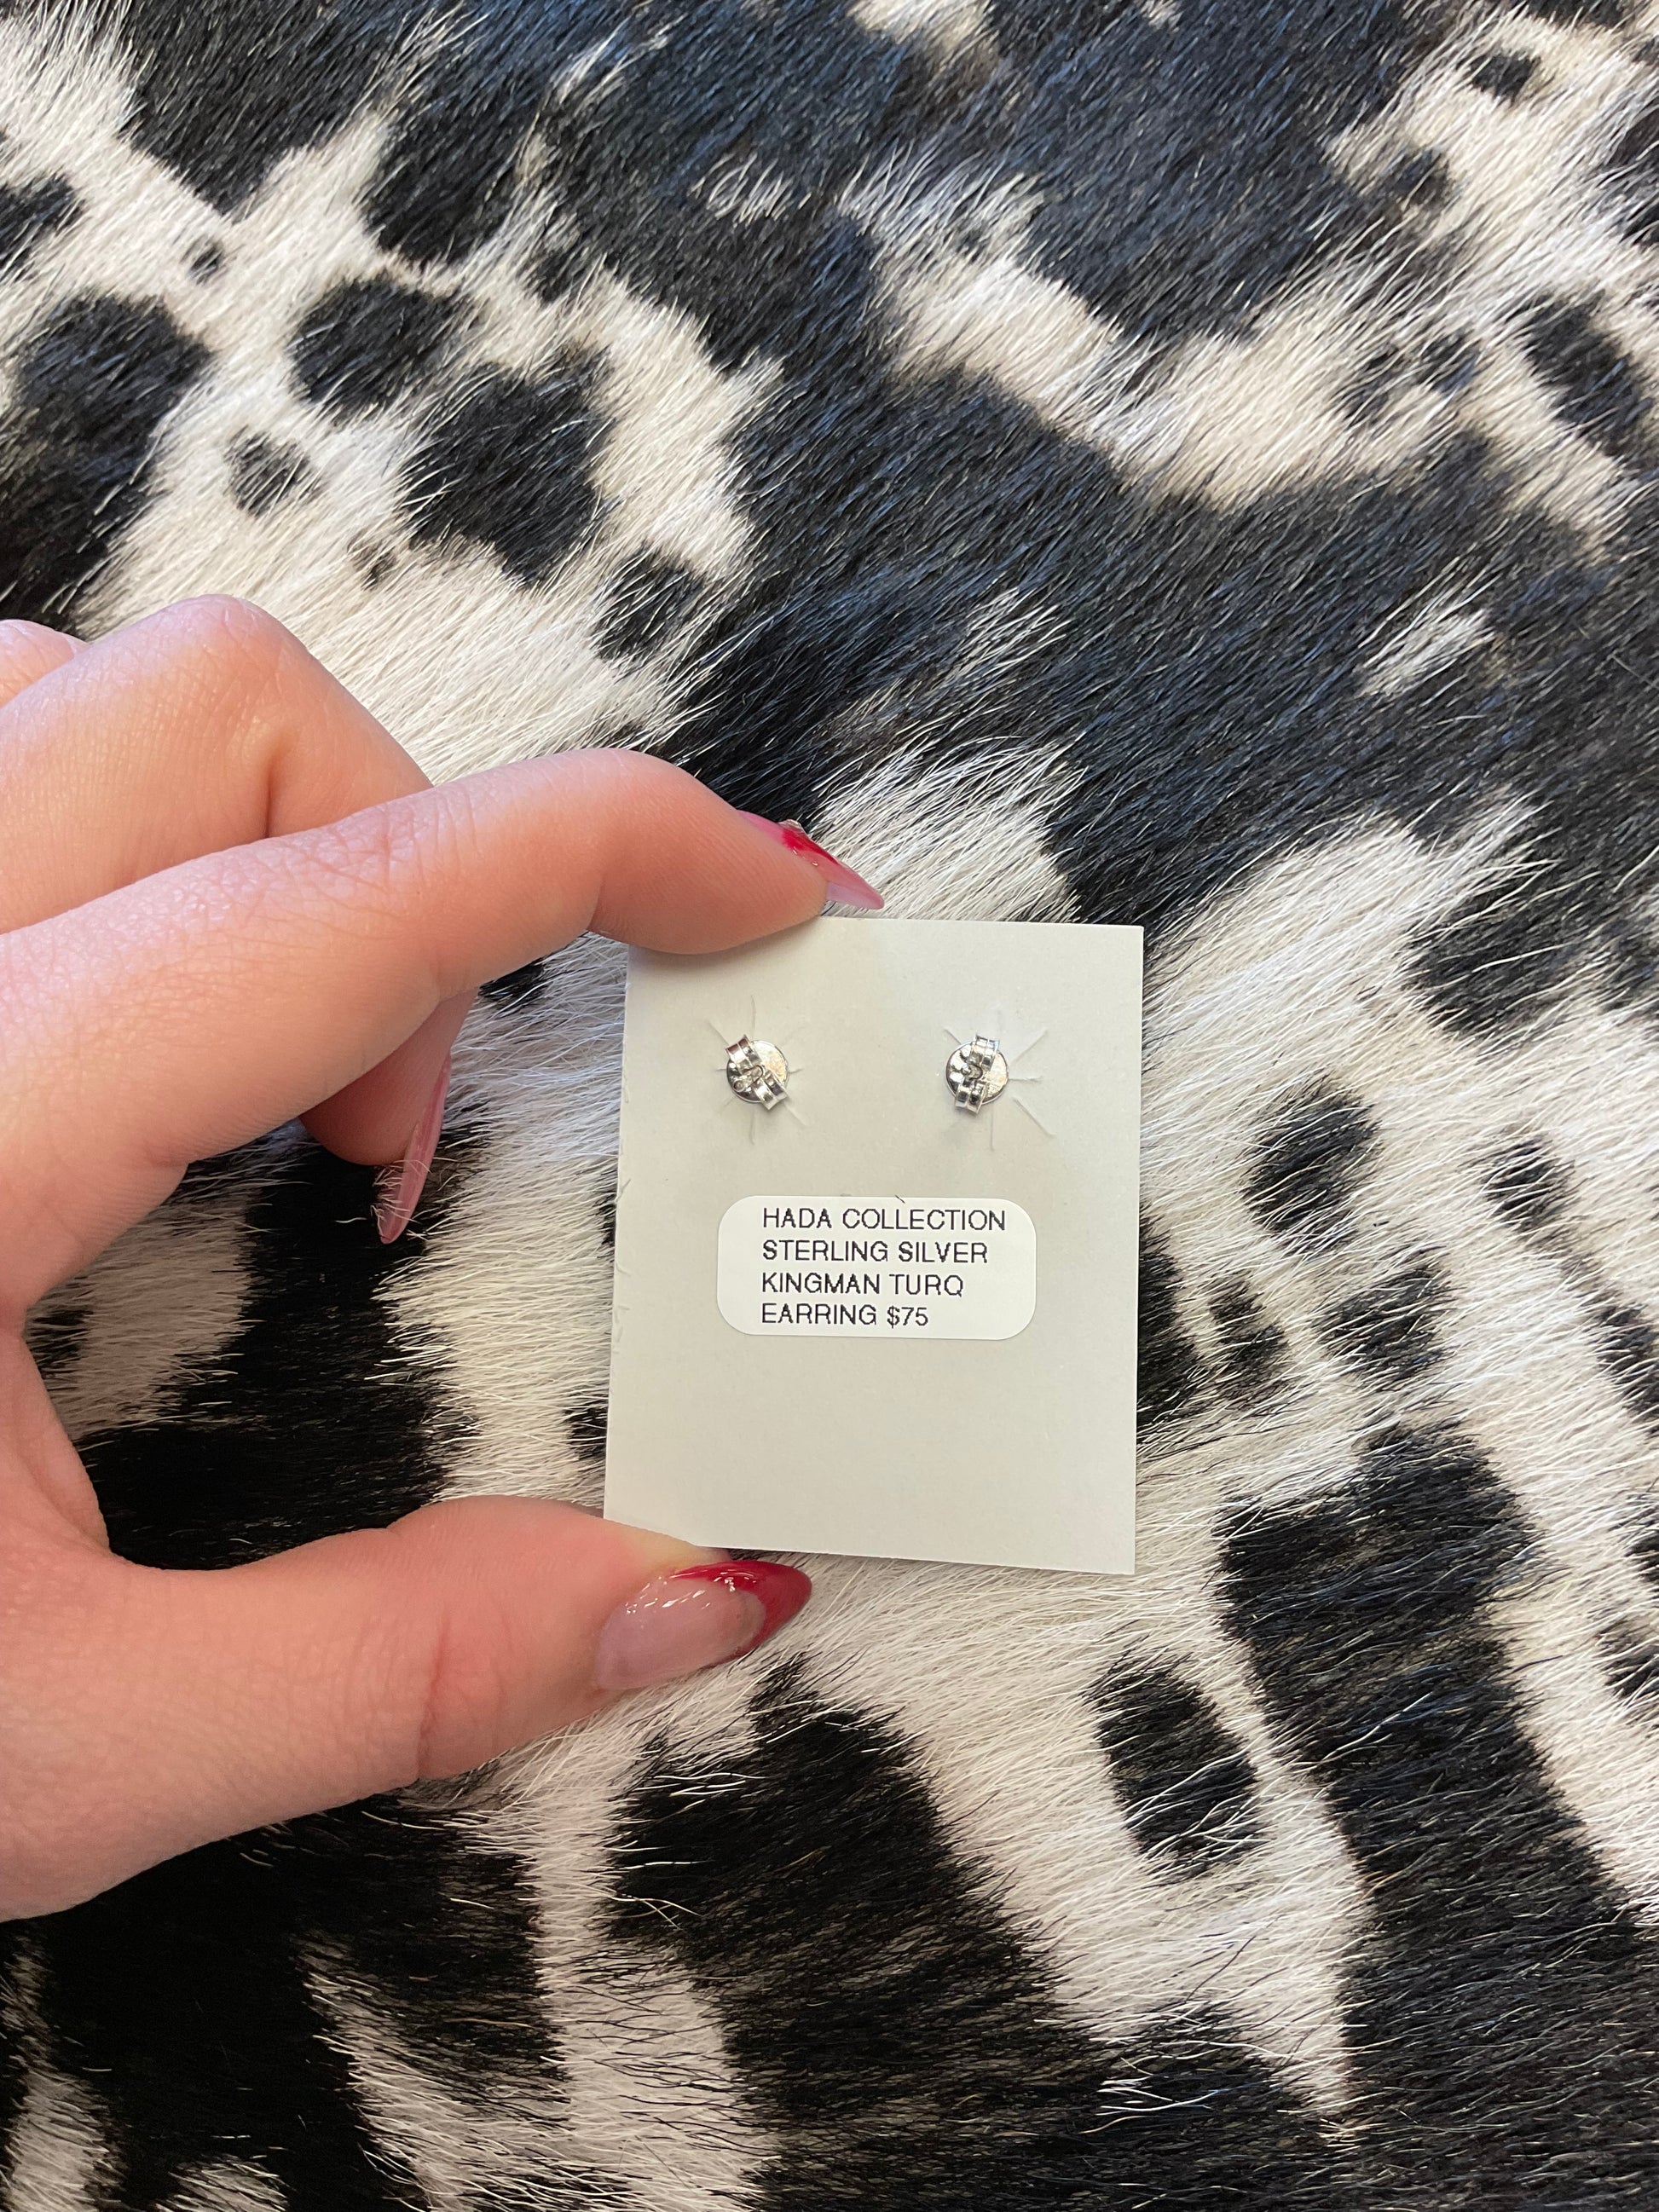 HADA COLLECTION
STERLING SILVER
KINGMAN TURQ
EARRING $75